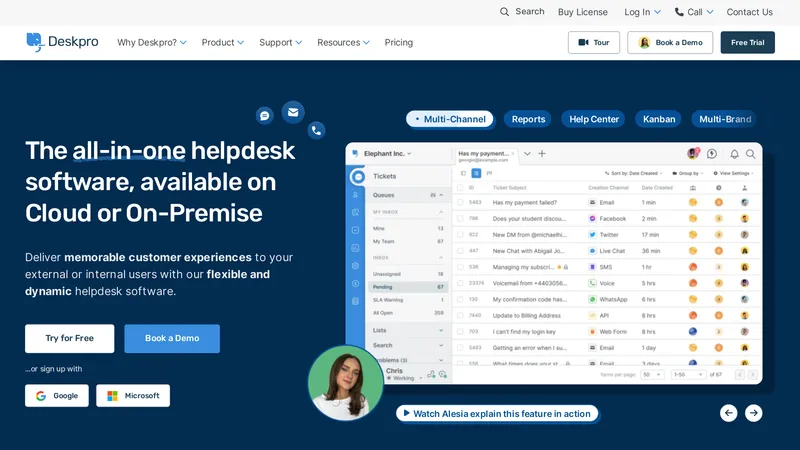 Search
Buy License
Log In
Call
Contact Us
Deskpro
Why Deskpro?
Product
Support
Resources
Pricing
Tour
Book a Demo
Free Trial
The all-in-one helpdesk
software, available on
Cloud or On-Premise
Deliver memorable customer experiences to your
external or internal users with our flexible and
dynamic helpdesk software.
Try for Free
Book a Demo
...or sign up with
Google
Microsoft
Multi-Channel
Reports
Help Center
Kanban
Multi-Brand
Elephant Inc.
Has my payment...
georgie@example.com
Tickets
Sort by: Date Created
Group by
View Settings
Queues
MY INBOX
Mine 13
My Team 67
INBOX
Unassigned 18
Pending 67
SLA Warning 1
All Open 359
Lists
Search
Problems (3)
Chris
Working
ID Ticket Subject Creation Channel Date Created
5463 Has my payment failed? Email 1 min
786 Does your student discou... Facebook 2 min
922 New DM from @michaelhi... Twitter 17 min
447 New Chat with Abigail Jo... Live Chat 36 min
536 Managing my subscri... SMS 1 hr
23374 Voicemail from +4403056... Voice 5 hrs
130 My confirmation code has... WhatsApp 6 hrs
7640 Update to Billing Address API 8 hrs
703 I can't find my login key Web Form 8 hrs
5463 Getting an error when I su... Email 1 day
556 What times does your st... Email 3 days
Items per page: 50 1-50 of 67
Watch Alesia explain this feature in action